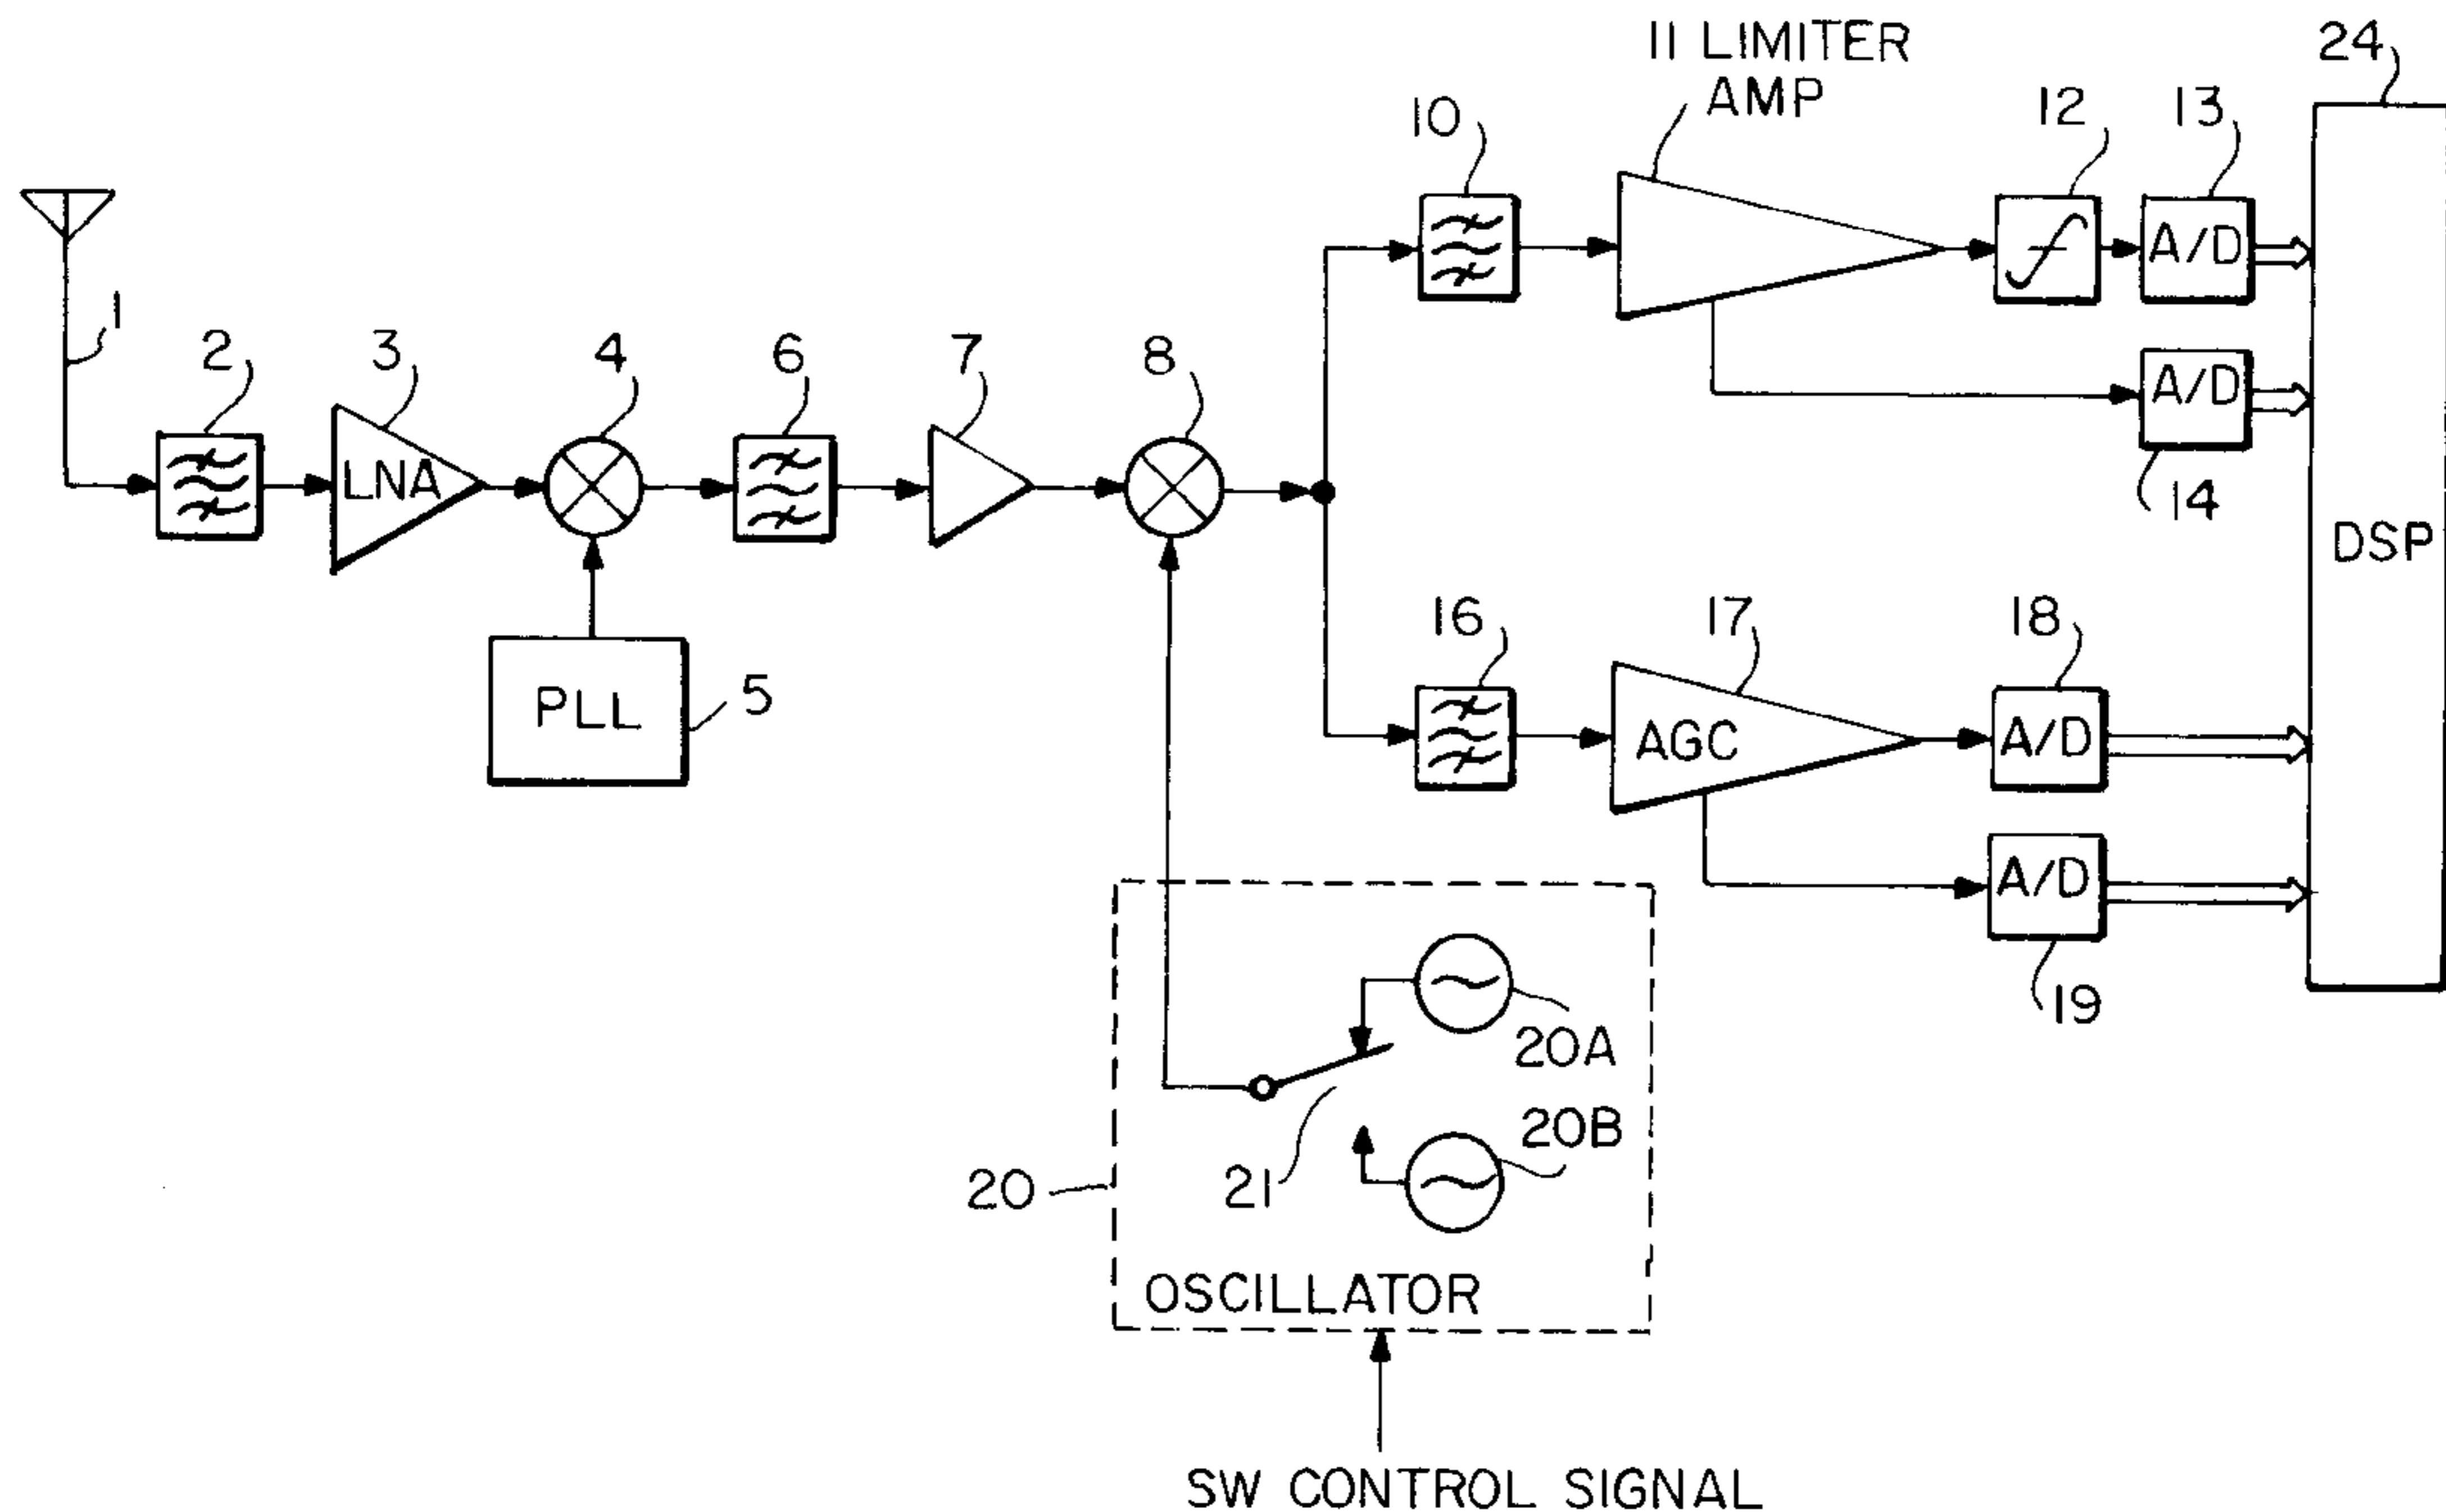 11 LIMITER
AMP
24
10
12
13
1
2
3
4
6
7
8
A/D
A/D
14
LNA
DSP
PLL
5
16
17
18
AGC
A/D
A/D
19
20A
20B
20
21
OSCILLATOR
SW CONTROL SIGNAL